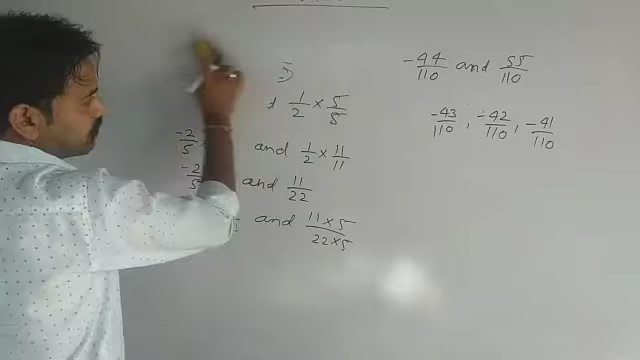 1/2 × 5/5
-2/5 and 1/2 × 11/11
-2/5 and 11/22
and 11 × 5 / 22 × 5
-44/110 and 55/110
-43/110, -42/110, -41/110